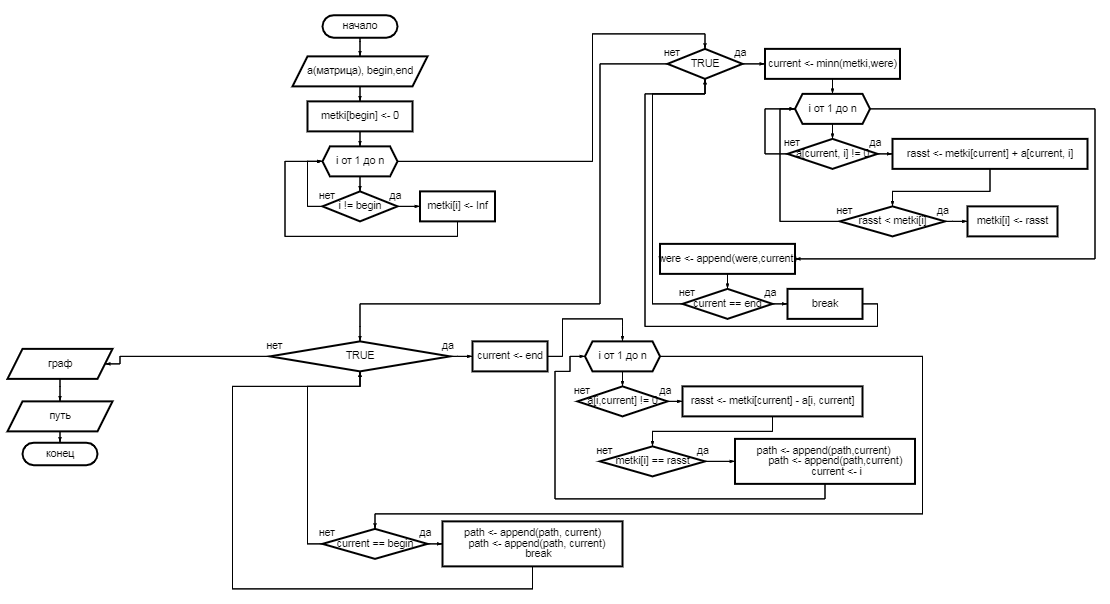 начало
а(матрица), begin,end
metki[begin] <- 0
i от 1 до n
нет
да
i != begin
metki[i] <- Inf
нет
да
TRUE
current <- minn(metki,were)
i от 1 до n
нет
да
a[current, i] != 0
rasst <- metki[current] + a[current, i]
нет
да
rasst < metki[i]
metki[i] <- rasst
were <- append(were,current
нет
да
current == end
break
нет
да
TRUE
current <- end
i от 1 до n
нет
да
a[i,current] != 0
rasst <- metki[current] - a[i, current]
нет
да
metki[i] == rasst
path <- append(path,current)
path <- append(path,current)
current <- i
нет
да
current == begin
path <- append(path, current)
path <- append(path, current)
break
граф
путь
конец